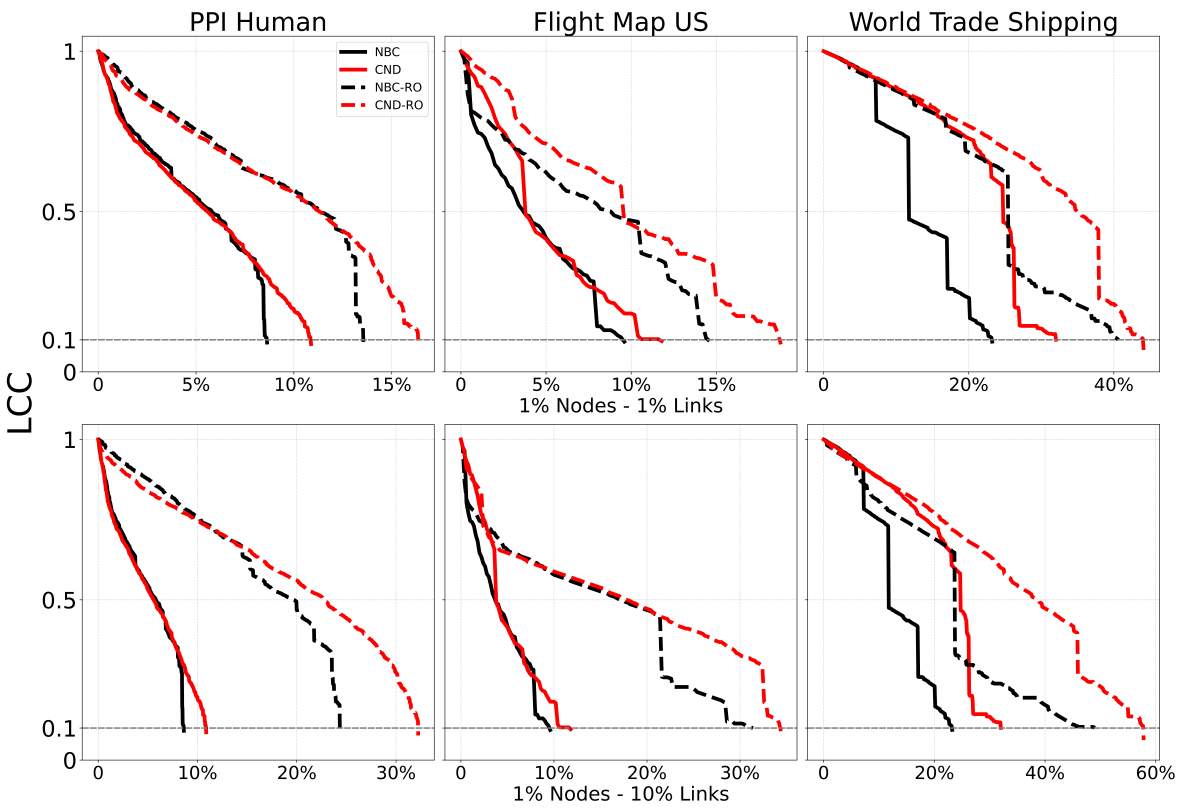 PPI Human
Flight Map US
World Trade Shipping
NBC
CND
NBC-RO
CND-RO
1
0.5
0.1
0
0 5% 10% 15%
0 5% 10% 15%
0 20% 40%
1% Nodes - 1% Links
LCC
1
0.5
0.1
0
0 10% 20% 30%
0 10% 20% 30%
0 20% 40% 60%
1% Nodes - 10% Links